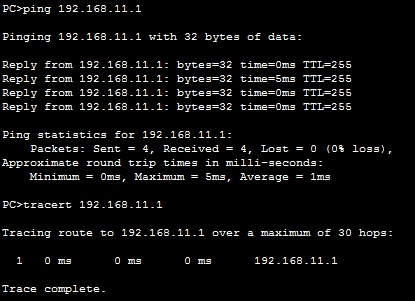 PC>ping 192.168.11.1
Pinging 192.168.11.1 with 32 bytes of data:
Reply from 192.168.11.1: bytes=32 time=0ms TTL=255
Reply from 192.168.11.1: bytes=32 time=5ms TTL=255
Reply from 192.168.11.1: bytes=32 time=0ms TTL=255
Reply from 192.168.11.1: bytes=32 time=0ms TTL=255
Ping statistics for 192.168.11.1:
    Packets: Sent = 4, Received = 4, Lost = 0 (0% loss),
Approximate round trip times in milli-seconds:
    Minimum = 0ms, Maximum = 5ms, Average = 1ms
PC>tracert 192.168.11.1
Tracing route to 192.168.11.1 over a maximum of 30 hops:
  1   0 ms      0 ms      0 ms      192.168.11.1
Trace complete.